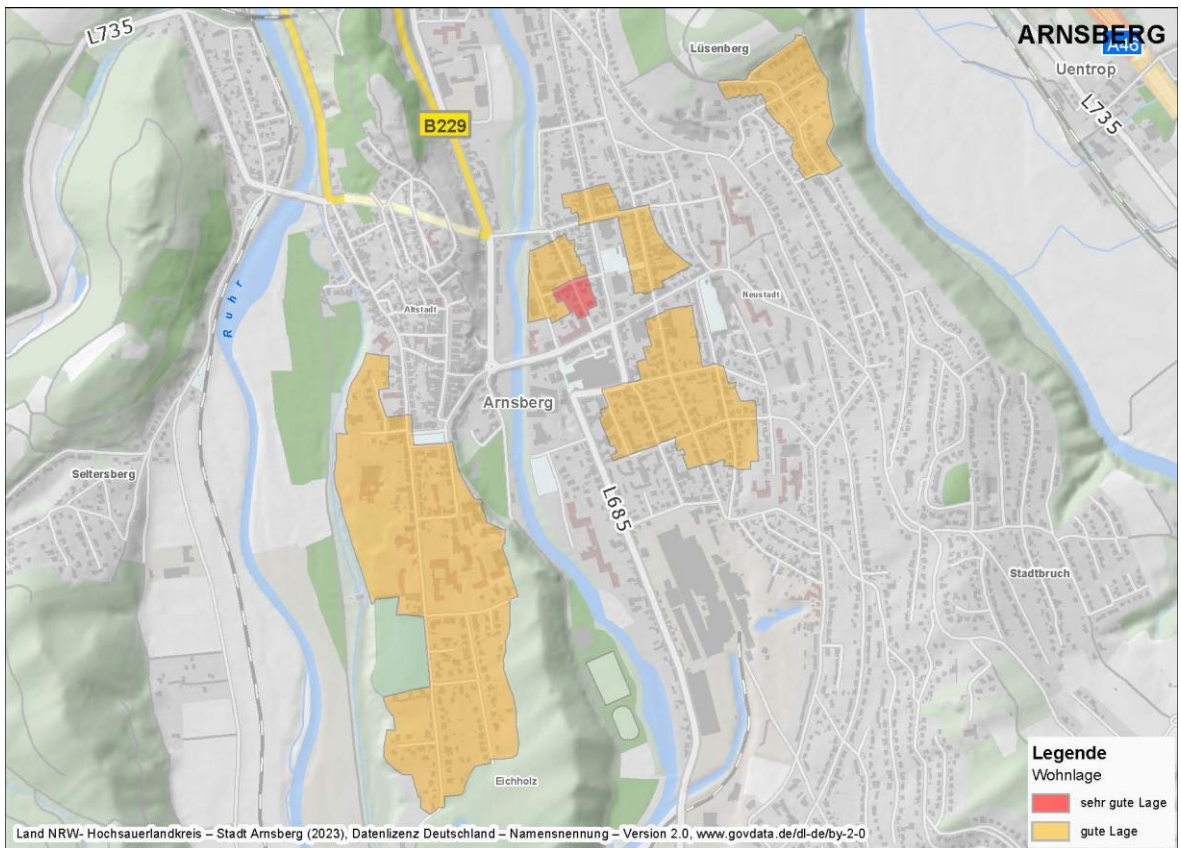 L735
Lüsenberg
ARNSBERG
A46
Uentrop
L735
B229
Ruhr
Altstadt
Neustadt
Arnsberg
Seltersberg
L685
Stadtbruch
Eichholz
Legende
Wohnlage
sehr gute Lage
gute Lage
Land NRW- Hochsauerlandkreis – Stadt Arnsberg (2023), Datenlizenz Deutschland – Namensnennung – Version 2.0, www.govdata.de/dl-de/by-2-0